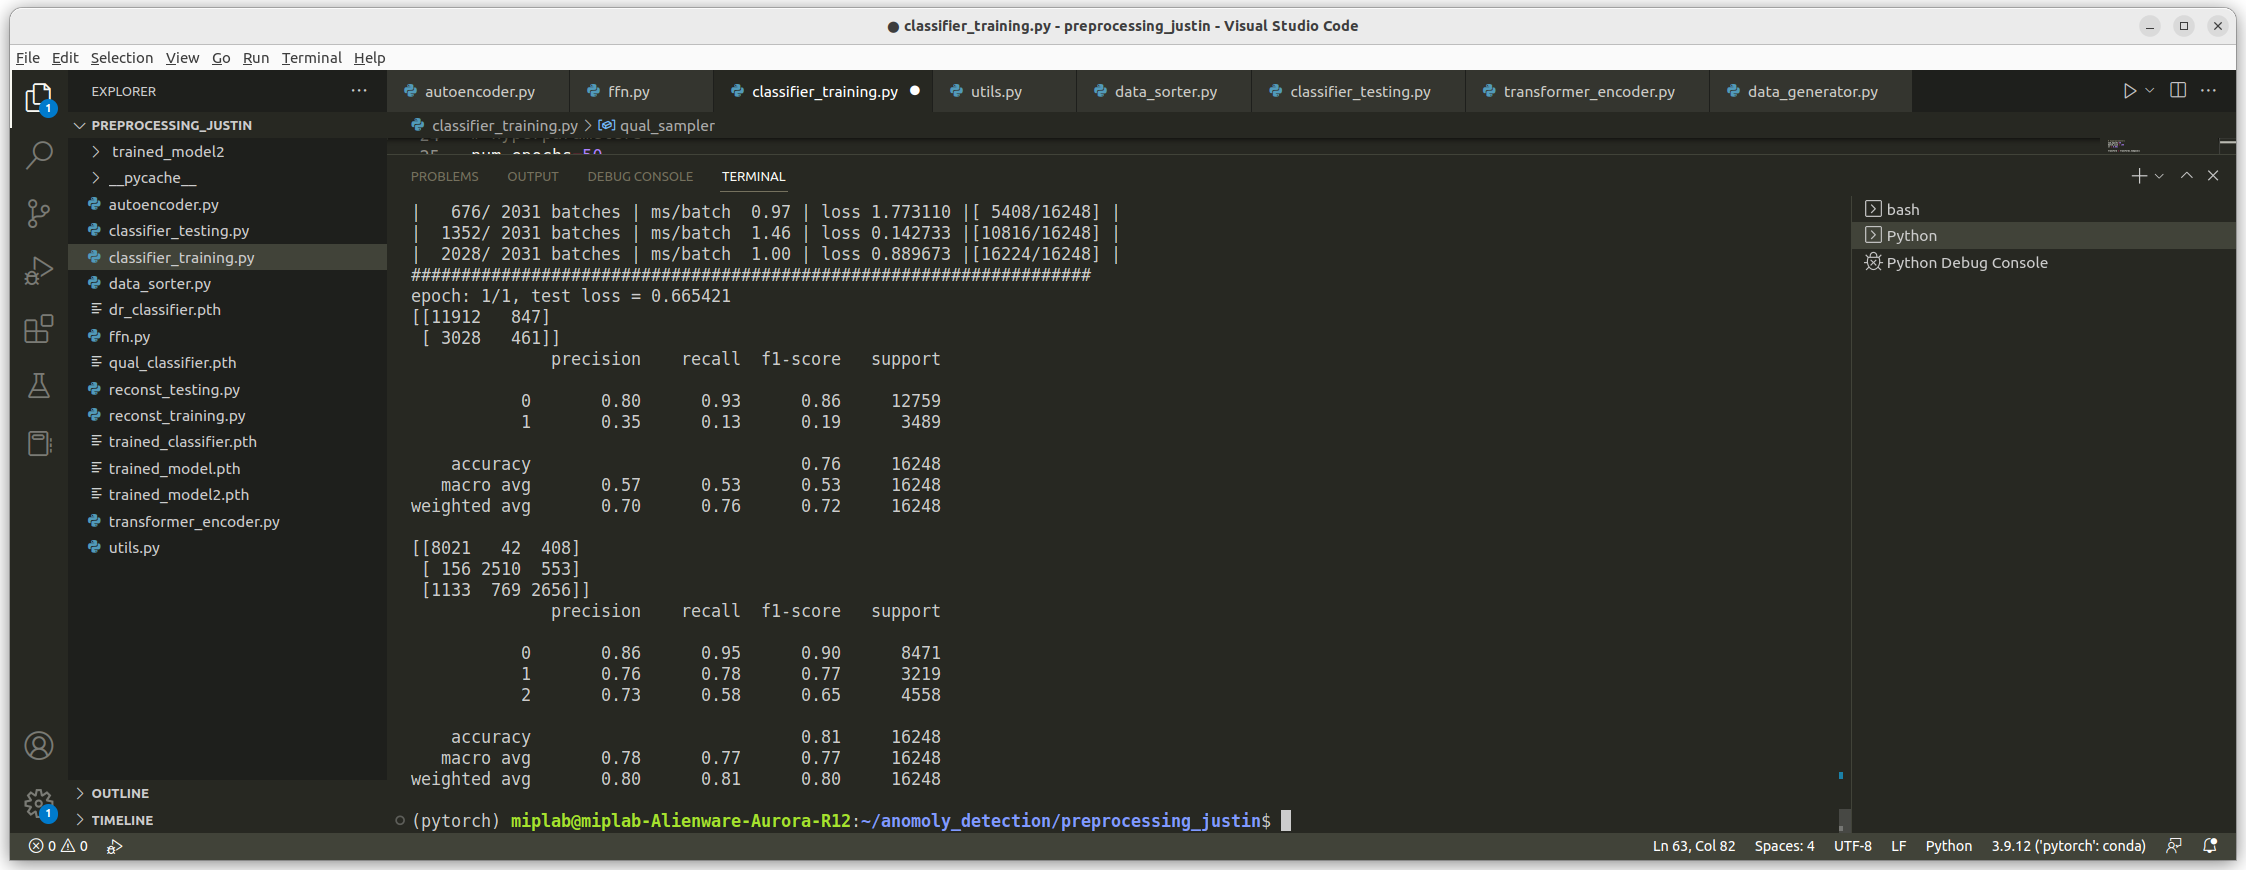 ● classifier_training.py - preprocessing_justin - Visual Studio Code
File Edit Selection View Go Run Terminal Help
EXPLORER ···
PREPROCESSING_JUSTIN
trained_model2
__pycache__
autoencoder.py
classifier_testing.py
classifier_training.py
data_sorter.py
dr_classifier.pth
ffn.py
qual_classifier.pth
reconst_testing.py
reconst_training.py
trained_classifier.pth
trained_model.pth
trained_model2.pth
transformer_encoder.py
utils.py
OUTLINE
TIMELINE
1
1
autoencoder.py ffn.py classifier_training.py ● utils.py data_sorter.py classifier_testing.py transformer_encoder.py data_generator.py
classifier_training.py > qual_sampler
PROBLEMS OUTPUT DEBUG CONSOLE TERMINAL
|   676/ 2031 batches | ms/batch  0.97 | loss 1.773110 |[ 5408/16248] |
|  1352/ 2031 batches | ms/batch  1.46 | loss 0.142733 |[10816/16248] |
|  2028/ 2031 batches | ms/batch  1.00 | loss 0.889673 |[16224/16248] |
####################################################################
epoch: 1/1, test loss = 0.665421
[[11912   847]
 [ 3028   461]]
              precision    recall  f1-score   support
           0       0.80      0.93      0.86     12759
           1       0.35      0.13      0.19      3489
    accuracy                           0.76     16248
   macro avg       0.57      0.53      0.53     16248
weighted avg       0.70      0.76      0.72     16248
[[8021   42  408]
 [ 156 2510  553]
 [1133  769 2656]]
              precision    recall  f1-score   support
           0       0.86      0.95      0.90      8471
           1       0.76      0.78      0.77      3219
           2       0.73      0.58      0.65      4558
    accuracy                           0.81     16248
   macro avg       0.78      0.77      0.77     16248
weighted avg       0.80      0.81      0.80     16248
(pytorch) miplab@miplab-Alienware-Aurora-R12:~/anomoly_detection/preprocessing_justin$
bash
Python
Python Debug Console
0 0 Ln 63, Col 82 Spaces: 4 UTF-8 LF Python 3.9.12 ('pytorch': conda)